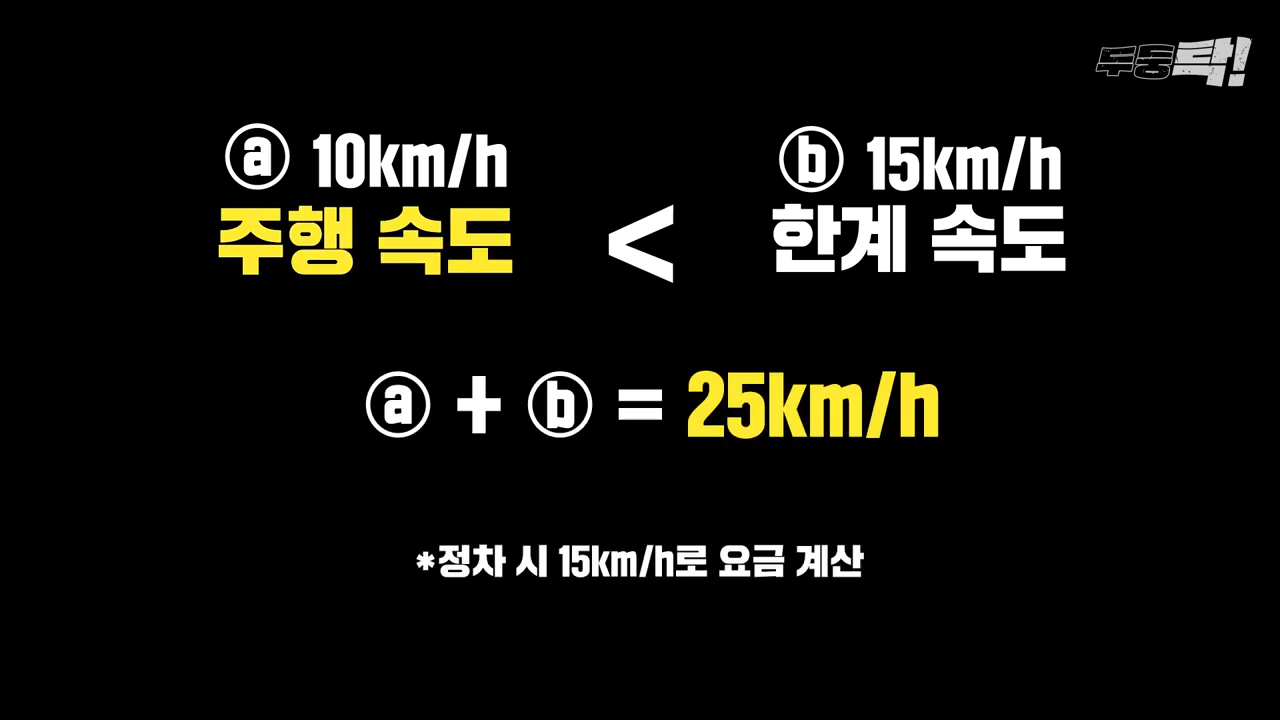 두둥탁!
ⓐ 10km/h
주행 속도
<
ⓑ 15km/h
한계 속도
ⓐ + ⓑ = 25km/h
*정차 시 15km/h로 요금 계산